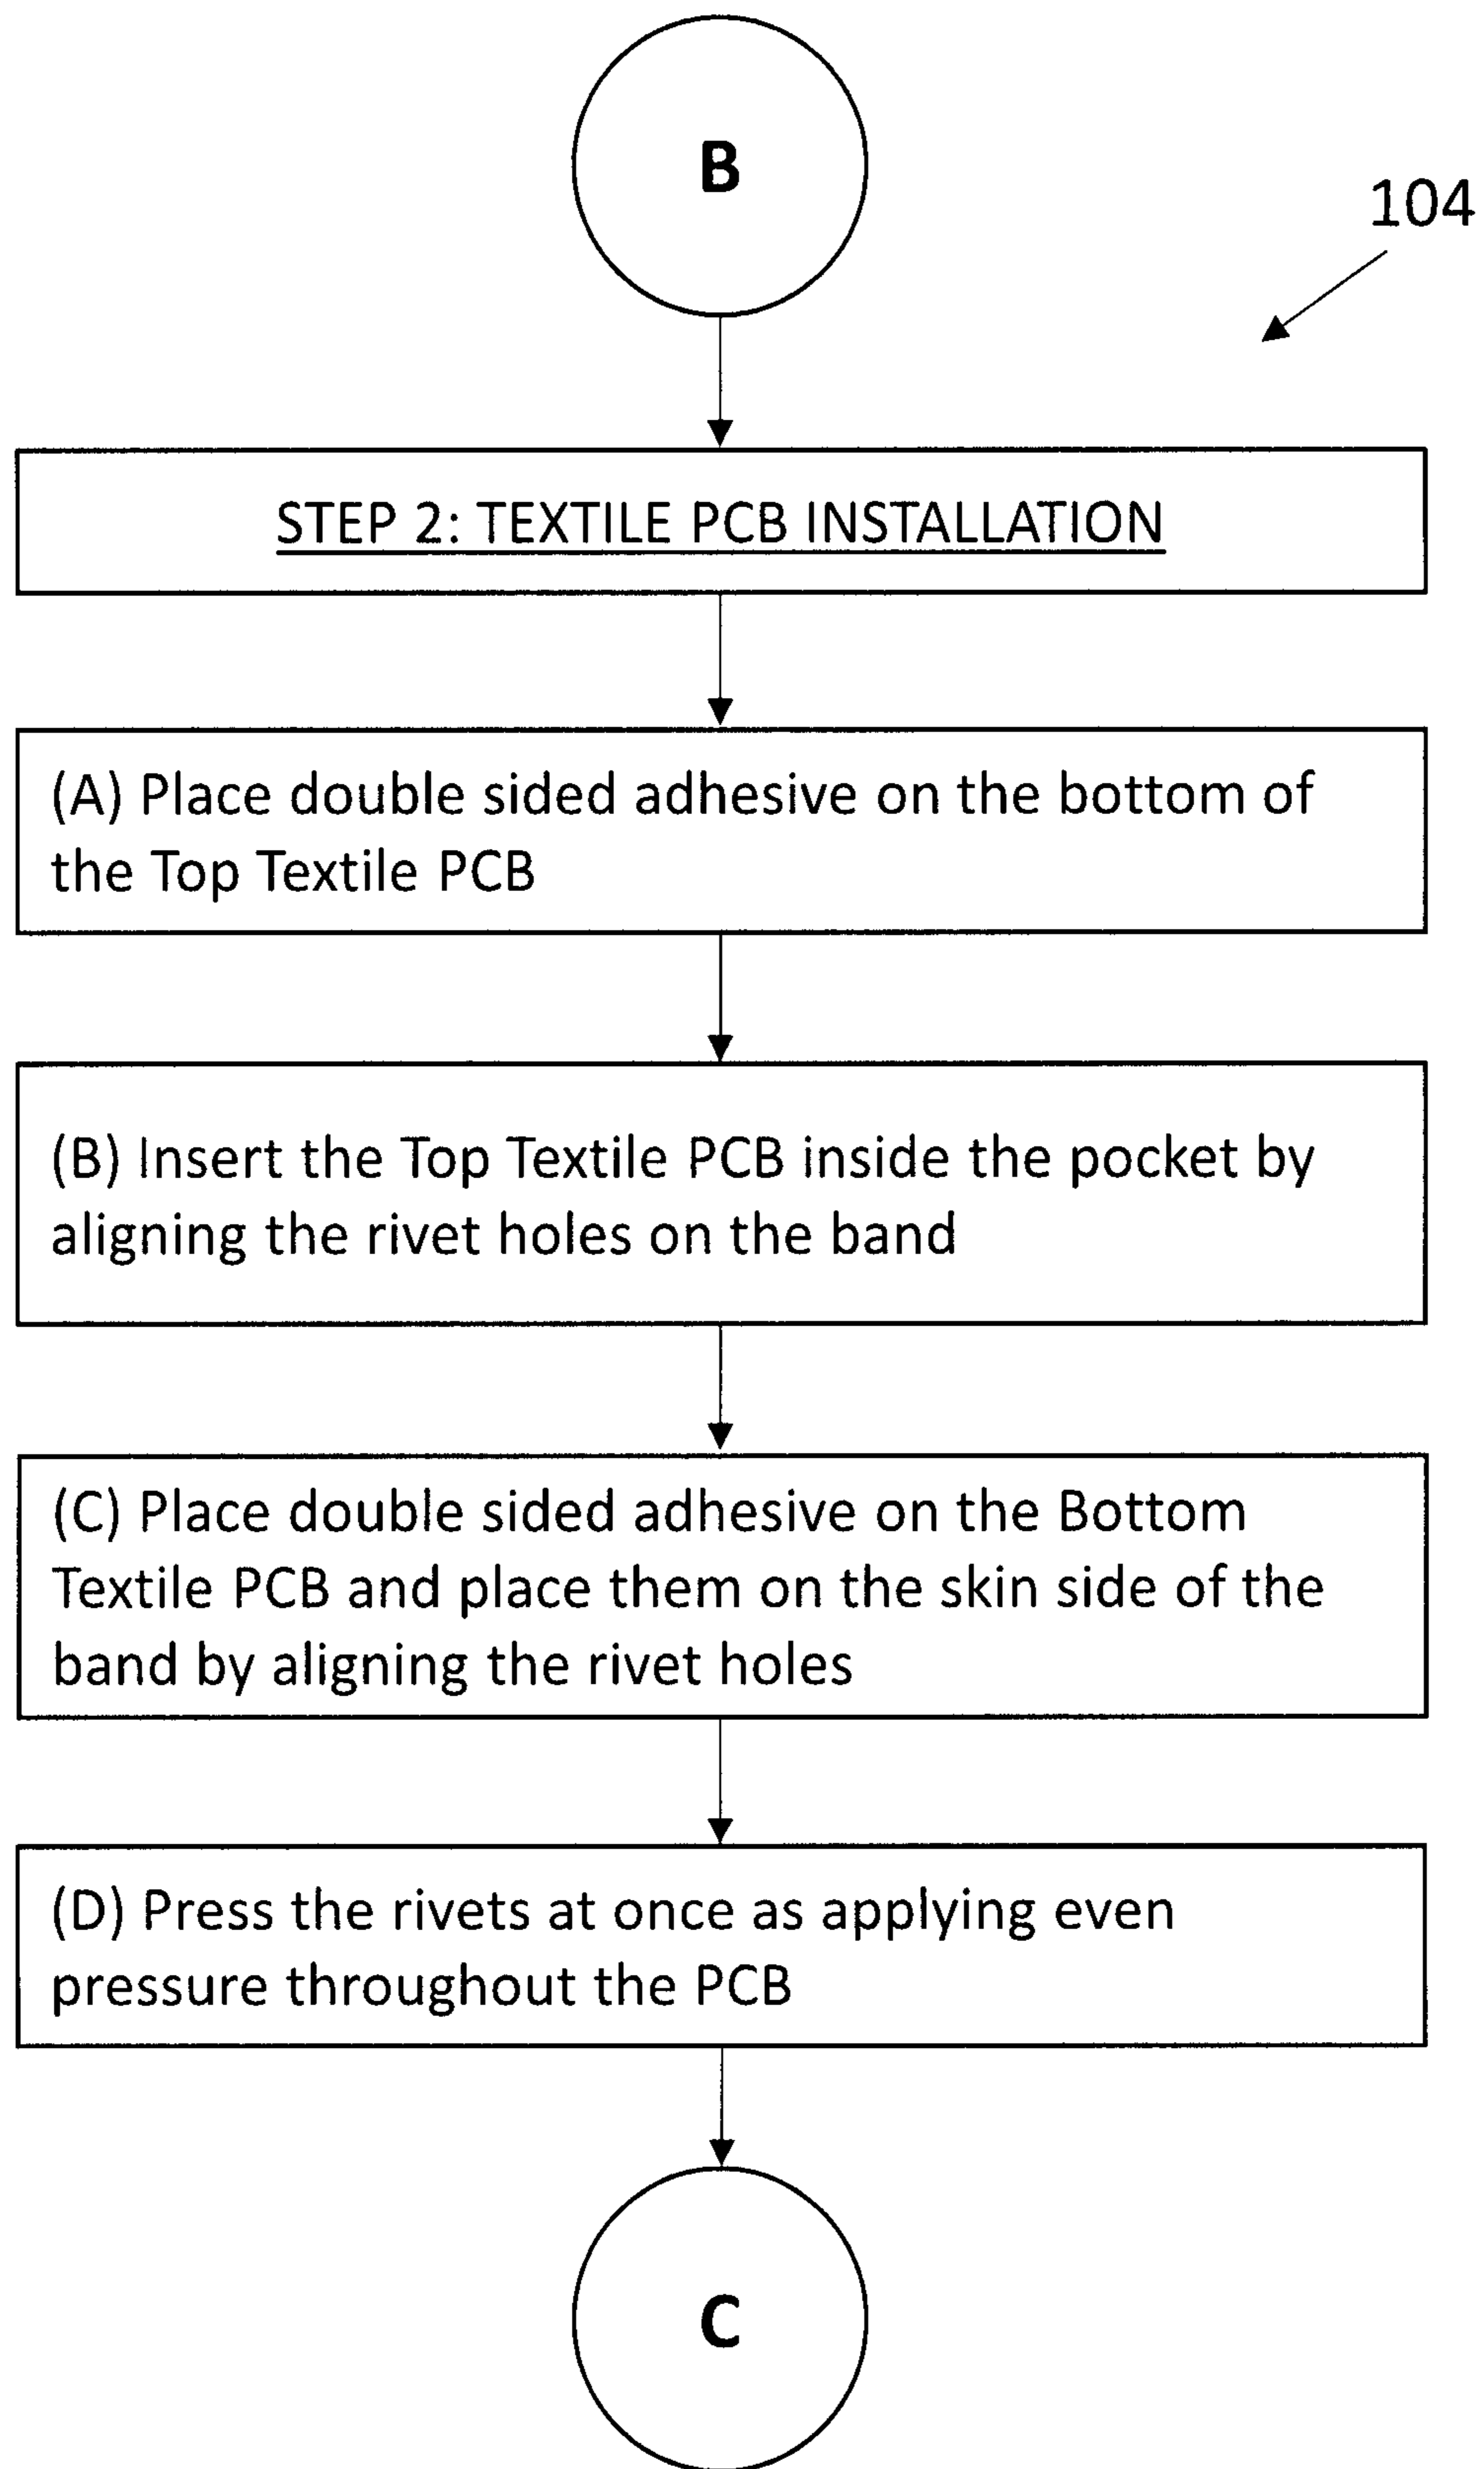 B
104
STEP 2: TEXTILE PCB INSTALLATION
(A) Place double sided adhesive on the bottom of
the Top Textile PCB
(B) Insert the Top Textile PCB inside the pocket by
aligning the rivet holes on the band
(C) Place double sided adhesive on the Bottom
Textile PCB and place them on the skin side of the
band by aligning the rivet holes
(D) Press the rivets at once as applying even
pressure throughout the PCB
C